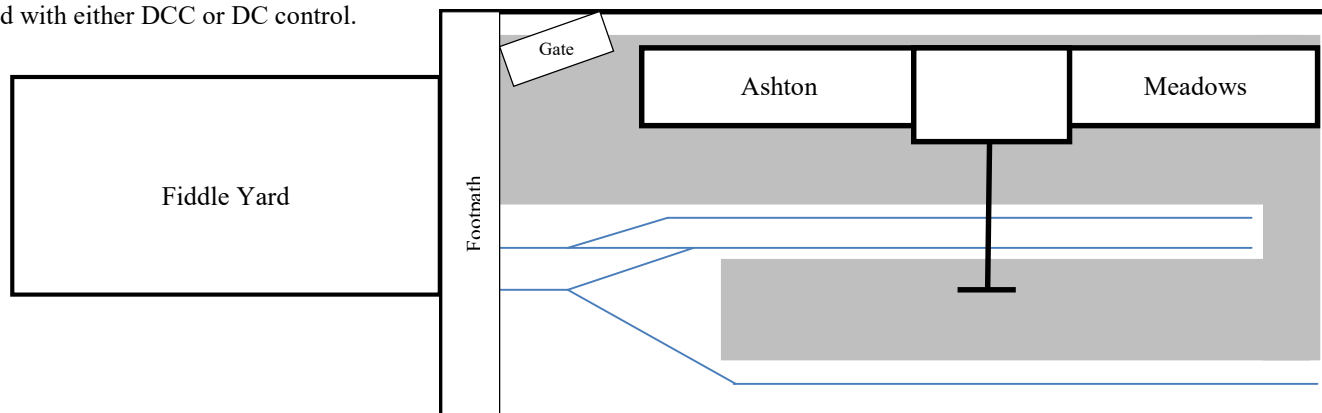 d with either DCC or DC control.
Gate
Ashton
Meadows
Fiddle Yard
Footpath